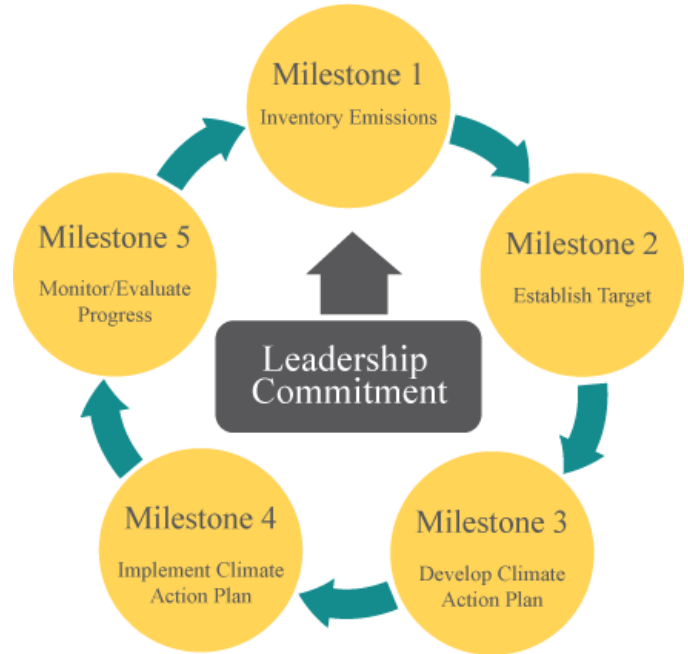 Milestone 1
Inventory Emissions
Milestone 2
Establish Target
Milestone 3
Develop Climate
Action Plan
Milestone 4
Implement Climate
Action Plan
Milestone 5
Monitor/Evaluate
Progress
Leadership
Commitment